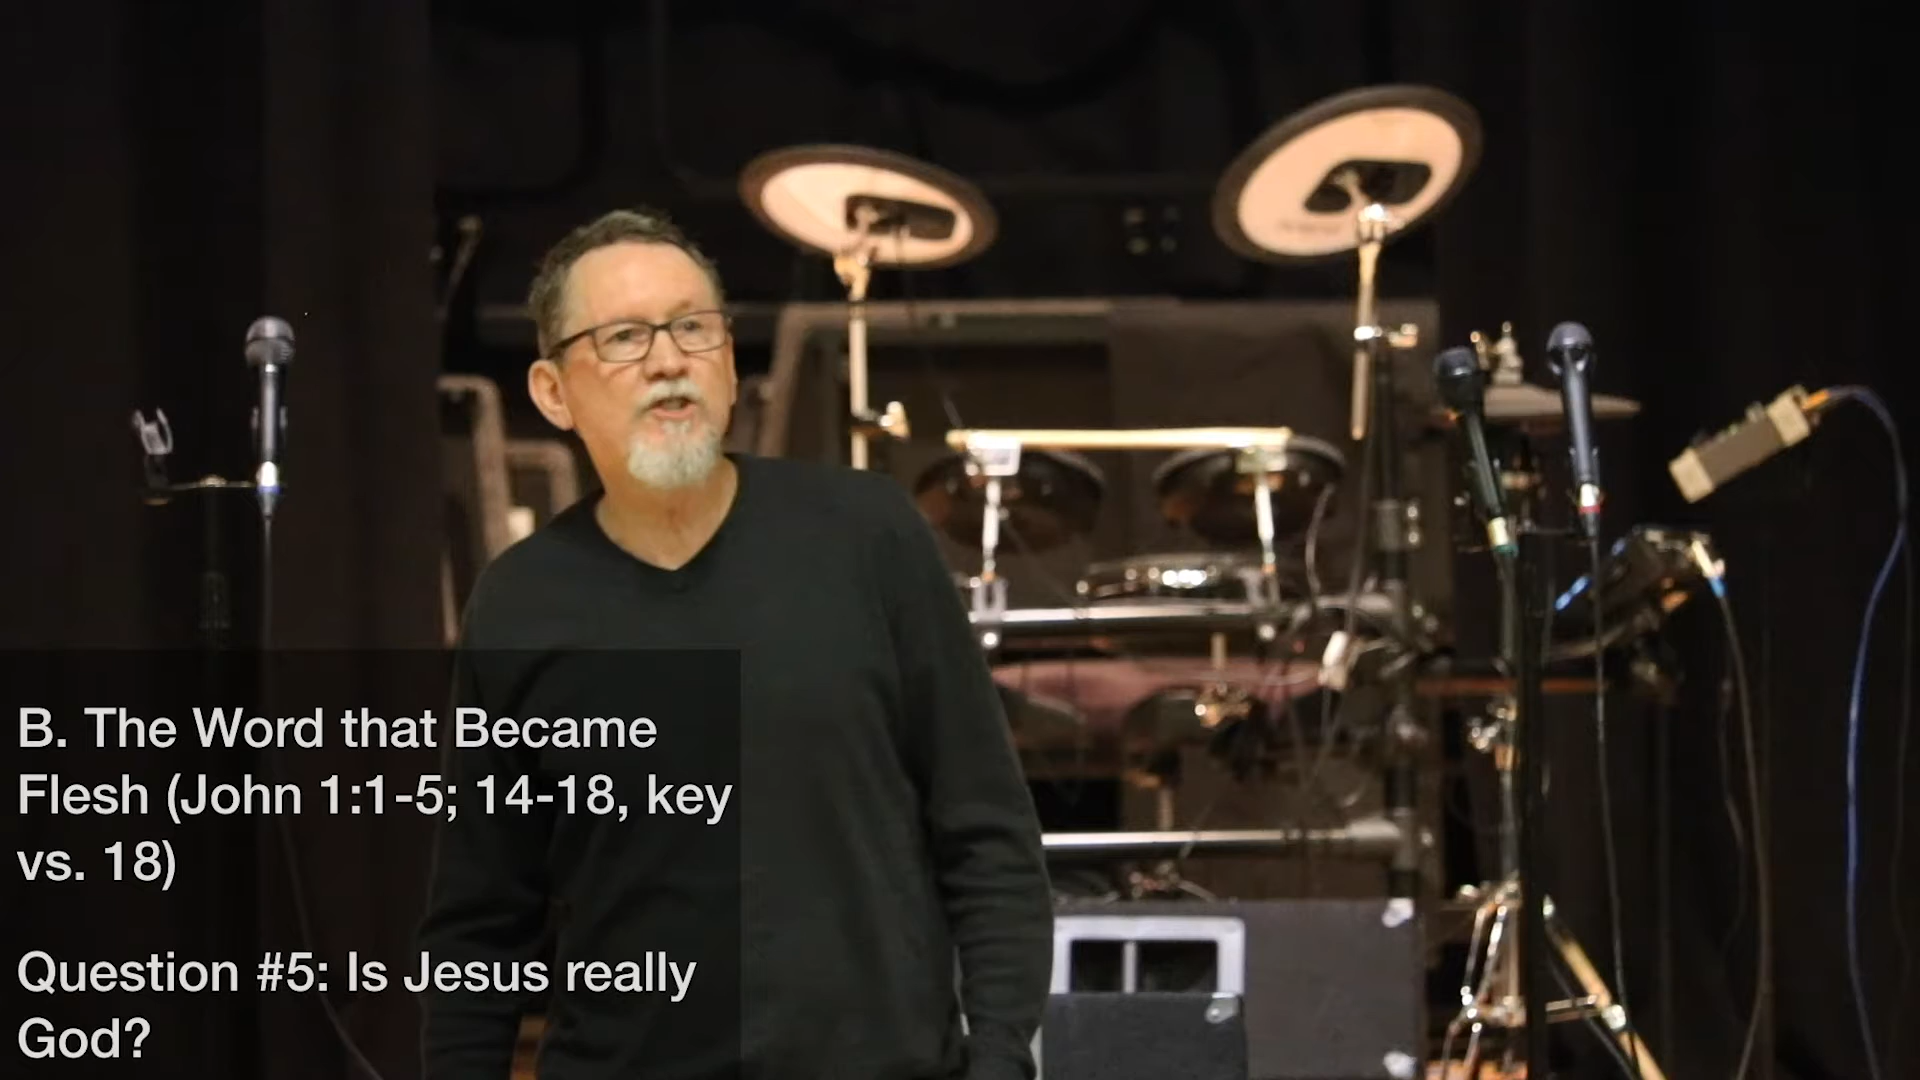 B. The Word that Became
Flesh (John 1:1-5; 14-18, key
vs. 18)
Question #5: Is Jesus really
God?